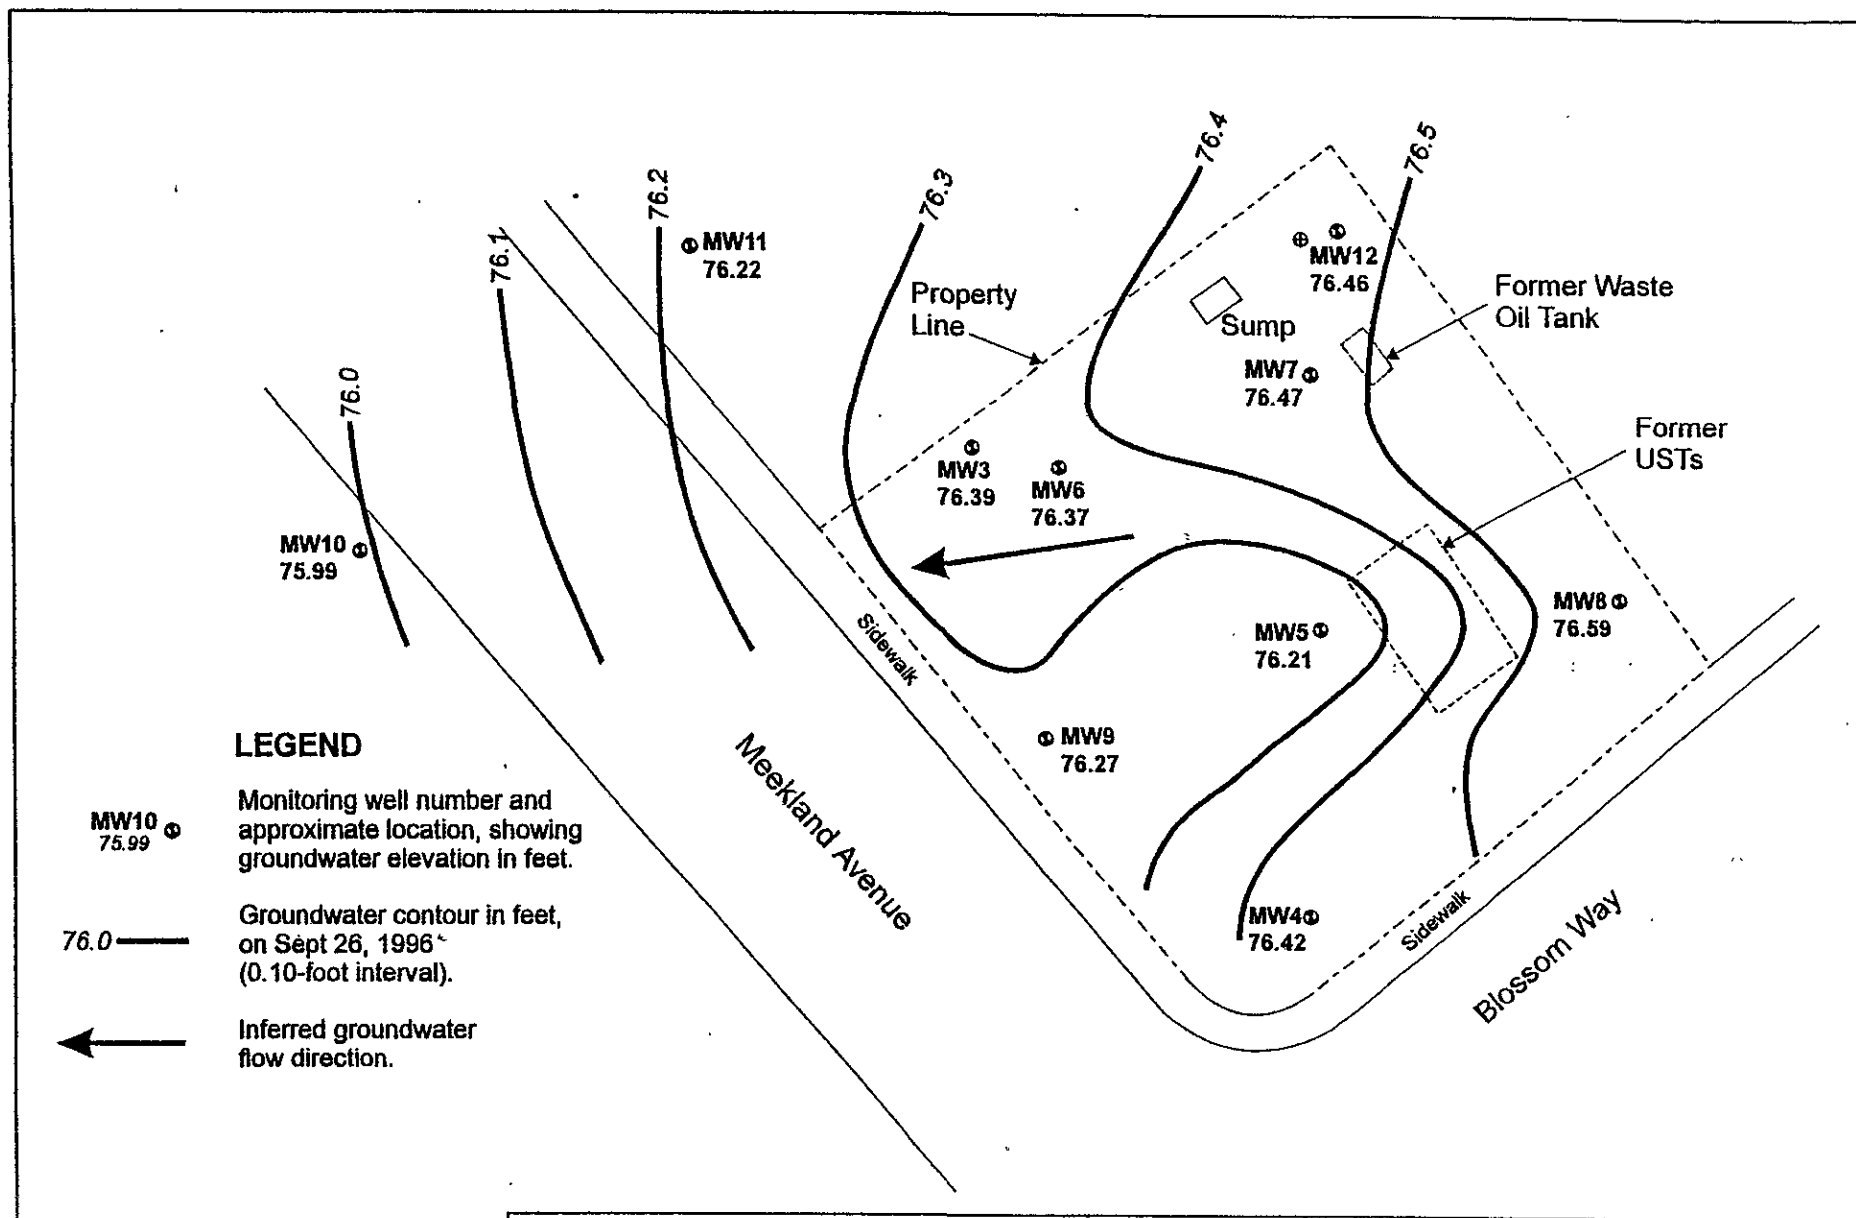 76.4
76.5
76.3
76.2
76.1
76.0
MW11
76.22
MW12
76.46
Property
Line
Sump
Former Waste
Oil Tank
MW7
76.47
Former
USTs
MW3
76.39
MW6
76.37
MW10
75.99
MW8
76.59
MW5
76.21
Sidewalk
MW9
76.27
Meekland Avenue
MW4
76.42
Sidewalk
Blossom Way
LEGEND
MW10
75.99
Monitoring well number and
approximate location, showing
groundwater elevation in feet.
76.0
Groundwater contour in feet,
on Sept 26, 1996
(0.10-foot interval).
Inferred groundwater
flow direction.